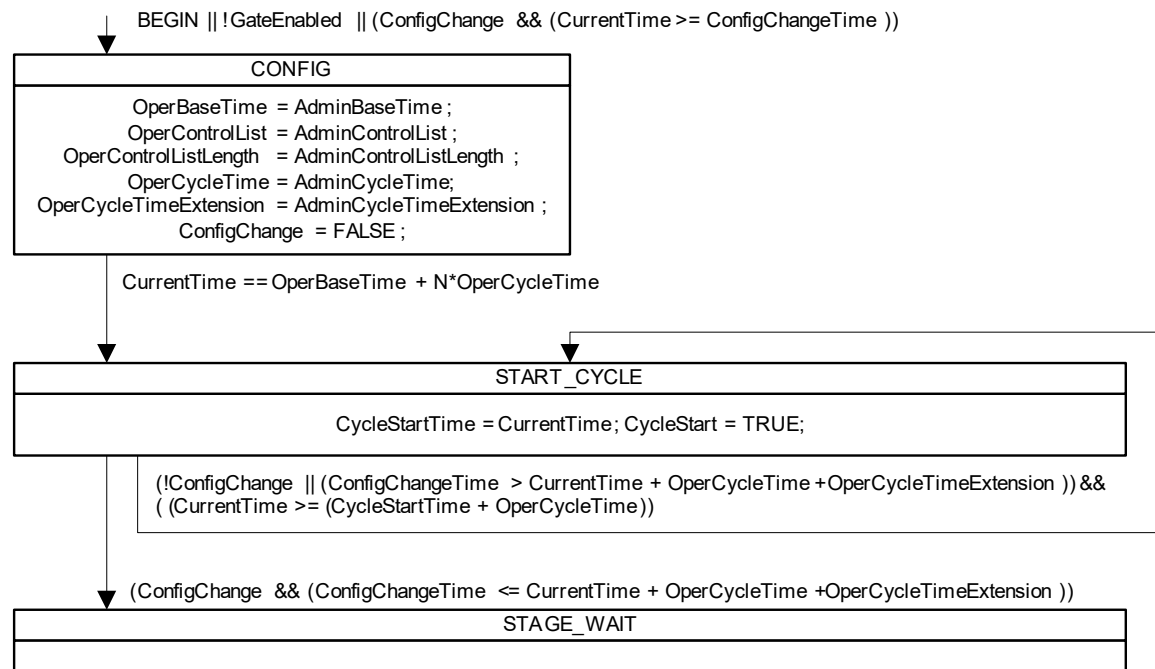 BEGIN || !GateEnabled || (ConfigChange && (CurrentTime >= ConfigChangeTime ))
CONFIG
OperBaseTime = AdminBaseTime ;
OperControlList = AdminControlList ;
OperControlListLength = AdminControlListLength ;
OperCycleTime = AdminCycleTime;
OperCycleTimeExtension = AdminCycleTimeExtension ;
ConfigChange = FALSE ;
CurrentTime == OperBaseTime + N*OperCycleTime
START_CYCLE
CycleStartTime = CurrentTime; CycleStart = TRUE;
(!ConfigChange || (ConfigChangeTime > CurrentTime + OperCycleTime +OperCycleTimeExtension )) &&
( (CurrentTime >= (CycleStartTime + OperCycleTime))
(ConfigChange && (ConfigChangeTime <= CurrentTime + OperCycleTime +OperCycleTimeExtension ))
STAGE_WAIT